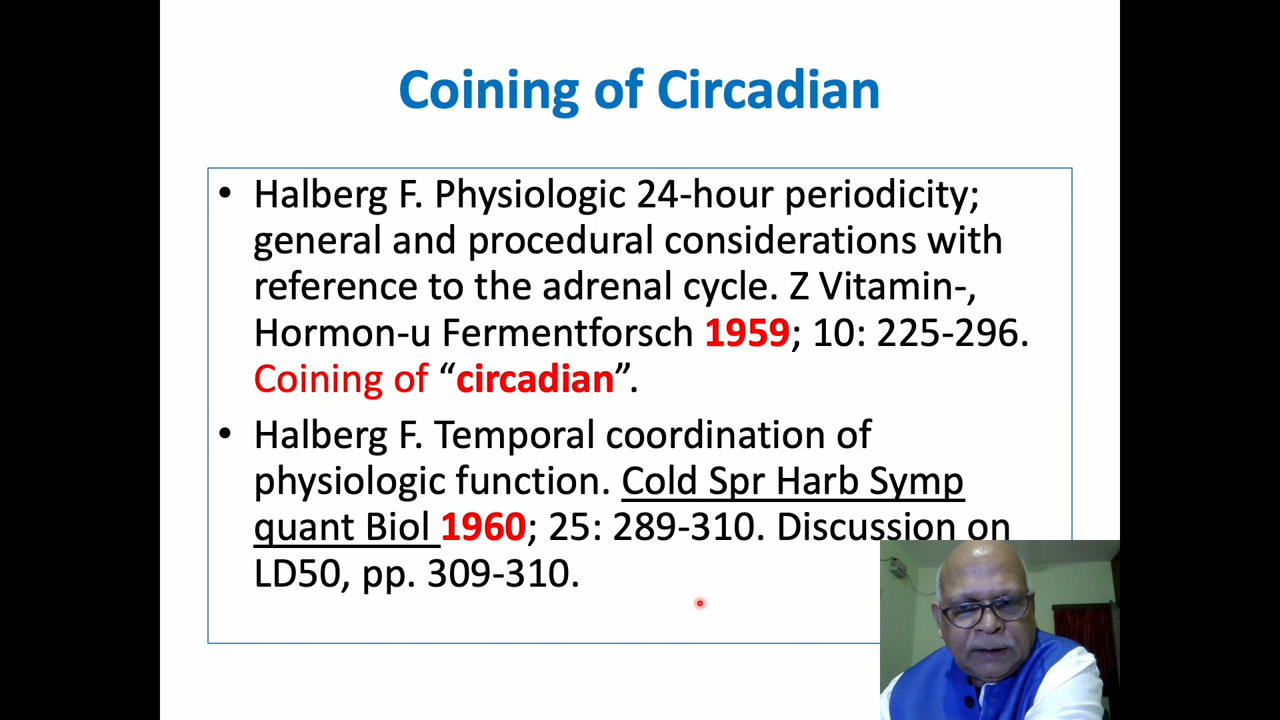 Coining of Circadian
• Halberg F. Physiologic 24-hour periodicity;
general and procedural considerations with
reference to the adrenal cycle. Z Vitamin-,
Hormon-u Fermentforsch 1959; 10: 225-296.
Coining of “circadian”.
• Halberg F. Temporal coordination of
physiologic function. Cold Spr Harb Symp
quant Biol 1960; 25: 289-310. Discussion on
LD50, pp. 309-310.